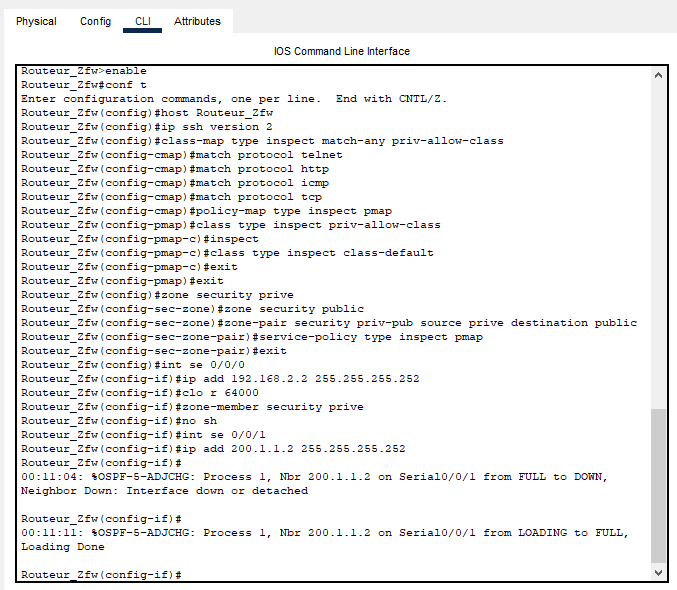 Physical Config CLI Attributes
IOS Command Line Interface
Routeur_Zfw>enable
Routeur_Zfw#conf t
Enter configuration commands, one per line.  End with CNTL/Z.
Routeur_Zfw(config)#host Routeur_Zfw
Routeur_Zfw(config)#ip ssh version 2
Routeur_Zfw(config)#class-map type inspect match-any priv-allow-class
Routeur_Zfw(config-cmap)#match protocol telnet
Routeur_Zfw(config-cmap)#match protocol http
Routeur_Zfw(config-cmap)#match protocol icmp
Routeur_Zfw(config-cmap)#match protocol tcp
Routeur_Zfw(config-cmap)#policy-map type inspect pmap
Routeur_Zfw(config-pmap)#class type inspect priv-allow-class
Routeur_Zfw(config-pmap-c)#inspect
Routeur_Zfw(config-pmap-c)#class type inspect class-default
Routeur_Zfw(config-pmap-c)#exit
Routeur_Zfw(config-pmap)#exit
Routeur_Zfw(config)#zone security prive
Routeur_Zfw(config-sec-zone)#zone security public
Routeur_Zfw(config-sec-zone)#zone-pair security priv-pub source prive destination public
Routeur_Zfw(config-sec-zone-pair)#service-policy type inspect pmap
Routeur_Zfw(config-sec-zone-pair)#exit
Routeur_Zfw(config)#int se 0/0/0
Routeur_Zfw(config-if)#ip add 192.168.2.2 255.255.255.252
Routeur_Zfw(config-if)#clo r 64000
Routeur_Zfw(config-if)#zone-member security prive
Routeur_Zfw(config-if)#no sh
Routeur_Zfw(config-if)#int se 0/0/1
Routeur_Zfw(config-if)#ip add 200.1.1.2 255.255.255.252
Routeur_Zfw(config-if)#
00:11:04: %OSPF-5-ADJCHG: Process 1, Nbr 200.1.1.2 on Serial0/0/1 from FULL to DOWN,
Neighbor Down: Interface down or detached
Routeur_Zfw(config-if)#
00:11:11: %OSPF-5-ADJCHG: Process 1, Nbr 200.1.1.2 on Serial0/0/1 from LOADING to FULL,
Loading Done
Routeur_Zfw(config-if)#